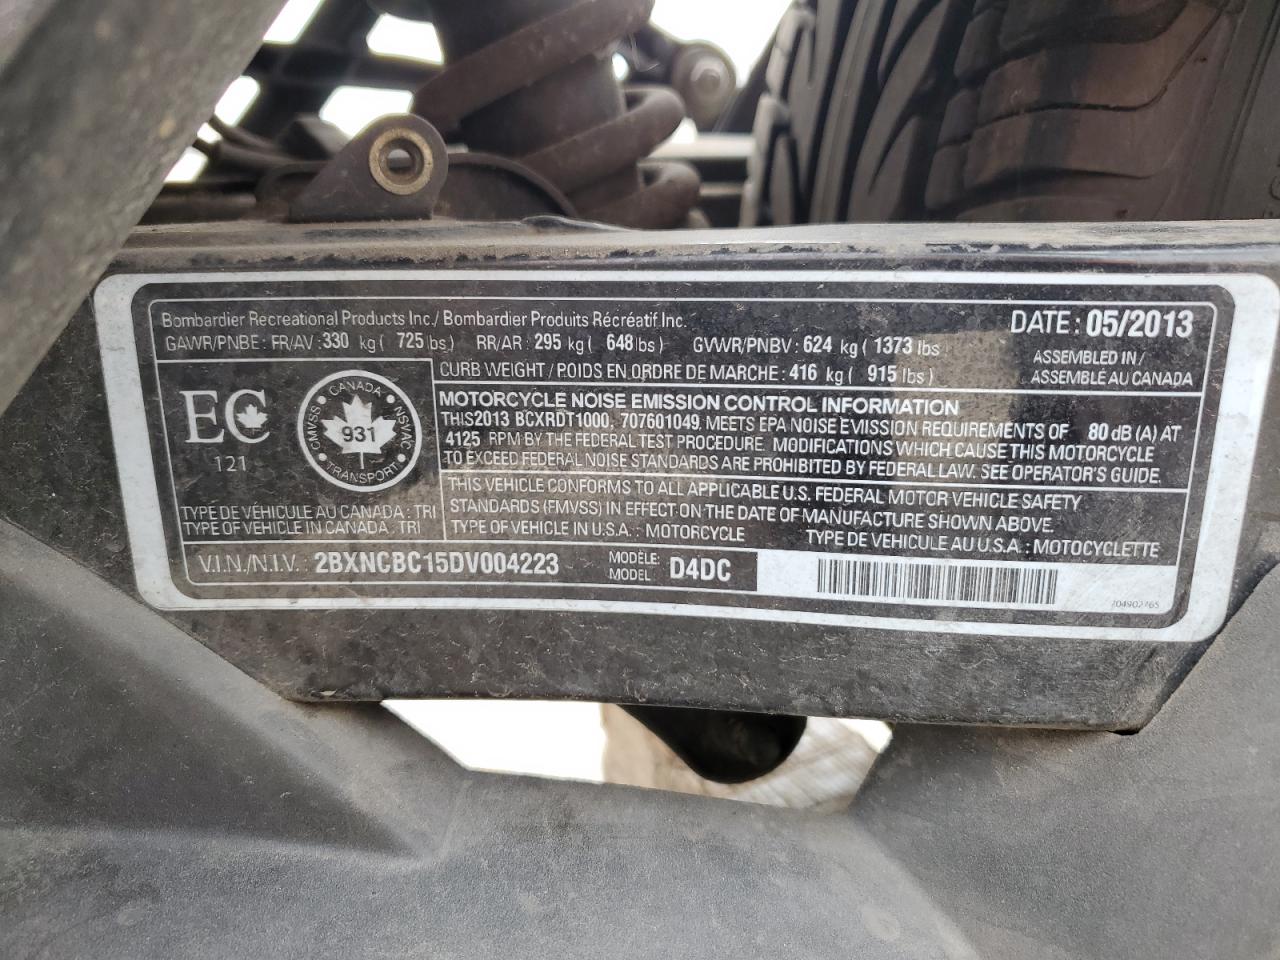 Bombardier Recreational Products Inc./ Bombardier Produits Récréatif Inc.
DATE : 05/2013
GAWR/PNBE : FR/AV : 330 kg ( 725 lbs ) RR/AR : 295 kg ( 648 lbs ) GVWR/PNBV : 624 kg ( 1373 lbs )
ASSEMBLED IN /
ASSEMBLÉ AU CANADA
CURB WEIGHT / POIDS EN ORDRE DE MARCHE : 416 kg ( 915 lbs )
EC
121
CANADA
CMVSS
NSVAC
931
TRANSPORT
MOTORCYCLE NOISE EMISSION CONTROL INFORMATION
THIS 2013 BCXRDT1000, 707601049, MEETS EPA NOISE EMISSION REQUIREMENTS OF 80 dB (A) AT
4125 RPM BY THE FEDERAL TEST PROCEDURE. MODIFICATIONS WHICH CAUSE THIS MOTORCYCLE
TO EXCEED FEDERAL NOISE STANDARDS ARE PROHIBITED BY FEDERAL LAW. SEE OPERATOR'S GUIDE.
THIS VEHICLE CONFORMS TO ALL APPLICABLE U.S. FEDERAL MOTOR VEHICLE SAFETY
STANDARDS (FMVSS) IN EFFECT ON THE DATE OF MANUFACTURE SHOWN ABOVE.
TYPE DE VÉHICULE AU CANADA : TRI
TYPE OF VEHICLE IN CANADA : TRI
TYPE OF VEHICLE IN U.S.A. : MOTORCYCLE TYPE DE VEHICULE AU U.S.A. : MOTOCYCLETTE
V.I.N./N.I.V. : 2BXNCBC15DV004223
MODÈLE:
MODEL D4DC
704902765